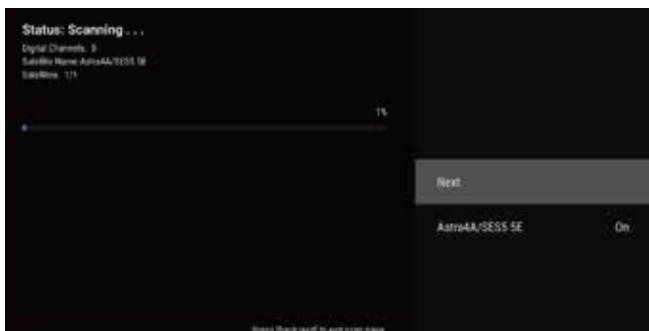 Status: Scanning . . .
Digital Channels: 0
Satellite Name: Astra4A/SES5 5E
Satellites: 1/1
1%
Next
Astra4A/SES5 5E On